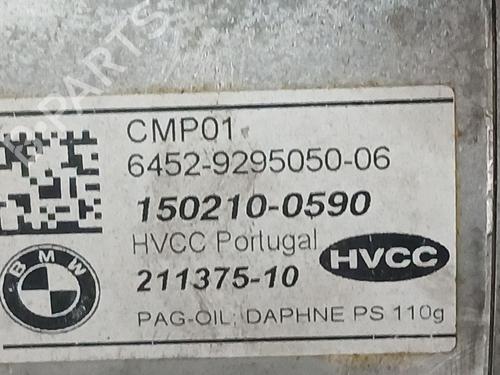 CMP01
6452-9295050-06
150210-0590
HVCC Portugal
HVCC
211375-10
BMW
PAG-OIL; DAPHNE PS 110g